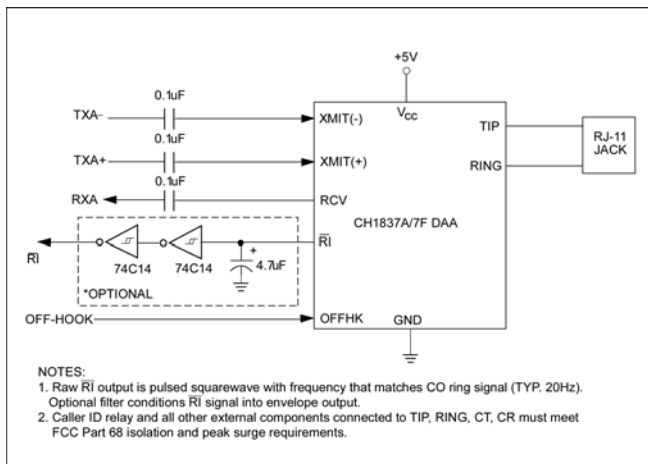 +5V
0.1uF
TXA-
XMIT(-)
VCC
TIP
RJ-11
JACK
0.1uF
TXA+
XMIT(+)
RING
0.1uF
RXA
RCV
CH1837A/7F DAA
RI
RI
74C14
74C14
+
4.7uF
*OPTIONAL
OFF-HOOK
OFFHK
GND
NOTES:
1. Raw RI output is pulsed squarewave with frequency that matches CO ring signal (TYP. 20Hz).
Optional filter conditions RI signal into envelope output.
2. Caller ID relay and all other external components connected to TIP, RING, CT, CR must meet
FCC Part 68 isolation and peak surge requirements.